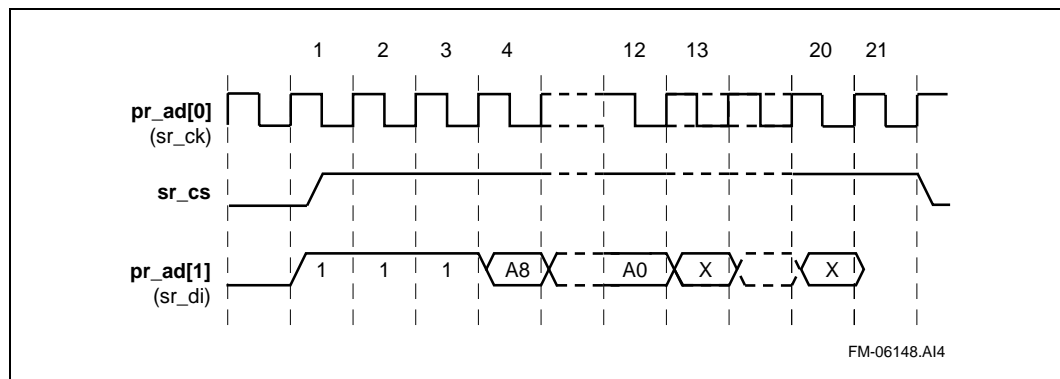 1 2 3 4 12 13 20 21
pr_ad[0]
(sr_ck)
sr_cs
pr_ad[1]
(sr_di)
1 1 1 A8 A0 X X
FM-06148.AI4